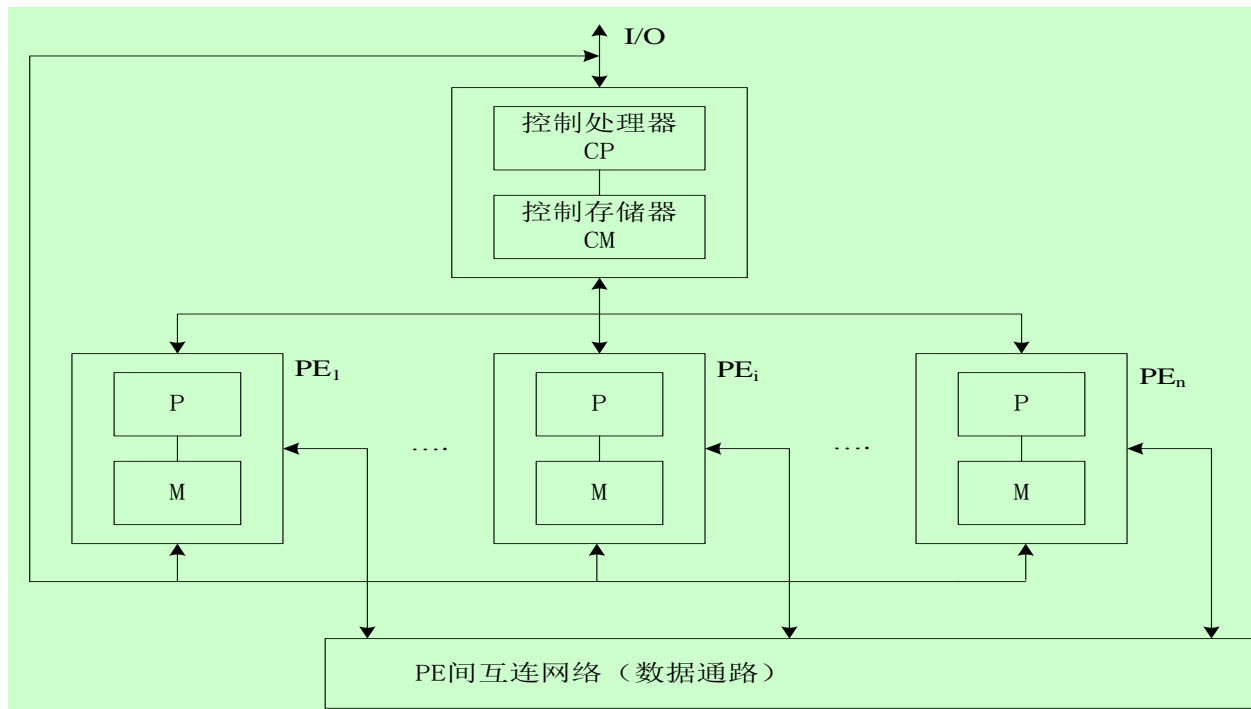 I/O
控制处理器
CP
控制存储器
CM
PE1
PEi
PEn
P
P
P
....
....
M
M
M
PE间互连网络（数据通路）